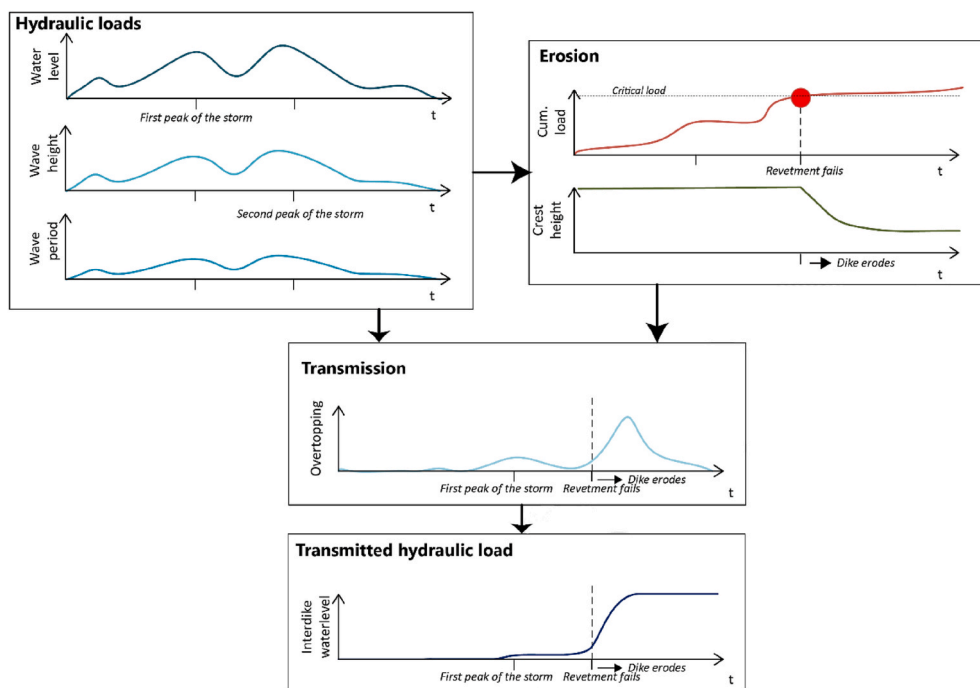 Hydraulic loads
Water
level
t
First peak of the storm
Wave
height
t
Second peak of the storm
Wave
period
t
Erosion
Critical load
Cum.
load
t
Revetment fails
Crest
height
t
Dike erodes
Transmission
Overtopping
t
First peak of the storm
Revetment fails
Dike erodes
Transmitted hydraulic load
Interdike
waterlevel
t
First peak of the storm
Revetment fails
Dike erodes